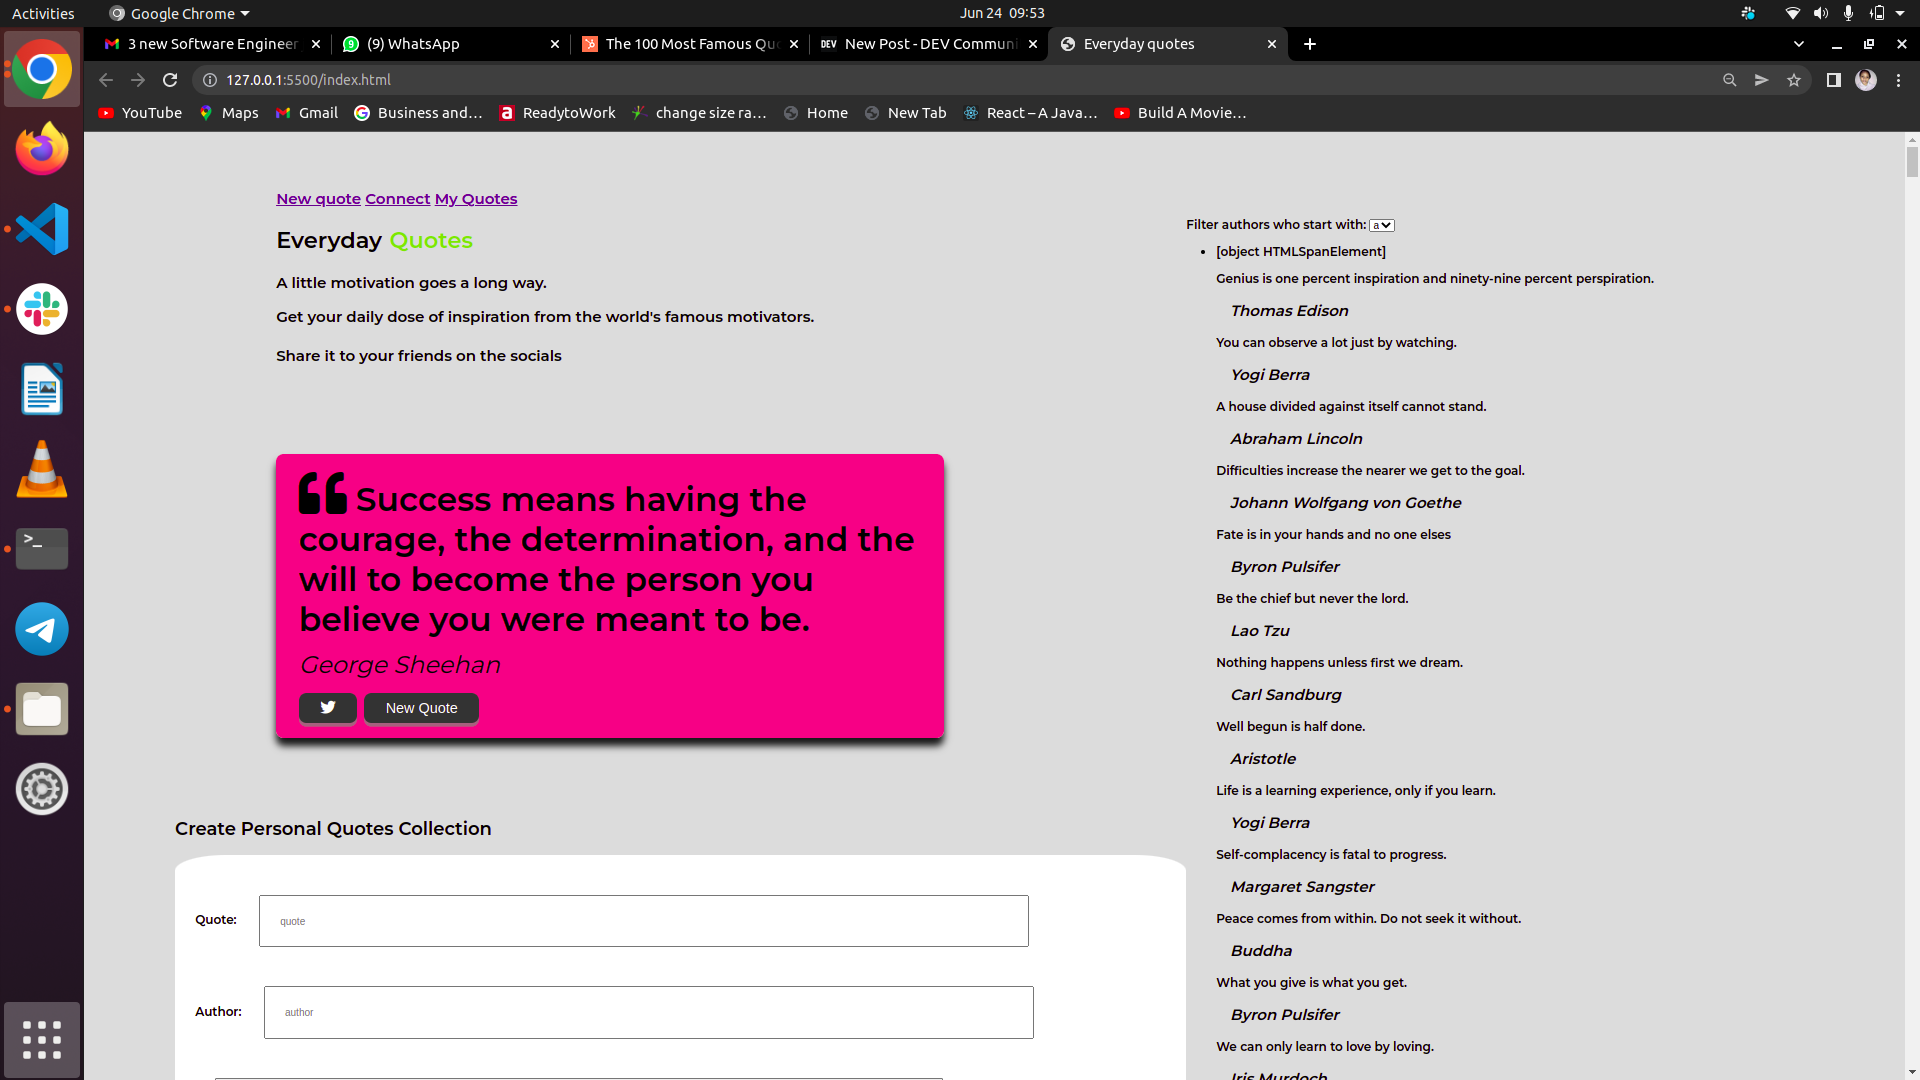 Activities
Google Chrome
Jun 24 09:53
3 new Software Engineer
(9) WhatsApp
The 100 Most Famous Quo
DEV
New Post - DEV Communi
Everyday quotes
127.0.0.1:5500/index.html
YouTube
Maps
Gmail
Business and…
ReadytoWork
change size ra…
Home
New Tab
React – A Java…
Build A Movie…
New quote Connect My Quotes
Everyday Quotes
A little motivation goes a long way.
Get your daily dose of inspiration from the world's famous motivators.
Share it to your friends on the socials
Success means having the
courage, the determination, and the
will to become the person you
believe you were meant to be.
George Sheehan
New Quote
Create Personal Quotes Collection
Quote:
quote
Author:
author
Filter authors who start with: a
[object HTMLSpanElement]
Genius is one percent inspiration and ninety-nine percent perspiration.
Thomas Edison
You can observe a lot just by watching.
Yogi Berra
A house divided against itself cannot stand.
Abraham Lincoln
Difficulties increase the nearer we get to the goal.
Johann Wolfgang von Goethe
Fate is in your hands and no one elses
Byron Pulsifer
Be the chief but never the lord.
Lao Tzu
Nothing happens unless first we dream.
Carl Sandburg
Well begun is half done.
Aristotle
Life is a learning experience, only if you learn.
Yogi Berra
Self-complacency is fatal to progress.
Margaret Sangster
Peace comes from within. Do not seek it without.
Buddha
What you give is what you get.
Byron Pulsifer
We can only learn to love by loving.
Iris Murdoch